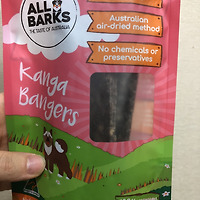 ALL
BARKS
THE TASTE OF AUSTRALIA
Australian
air-dried method
No chemicals or
preservatives
Kanga
Bangers